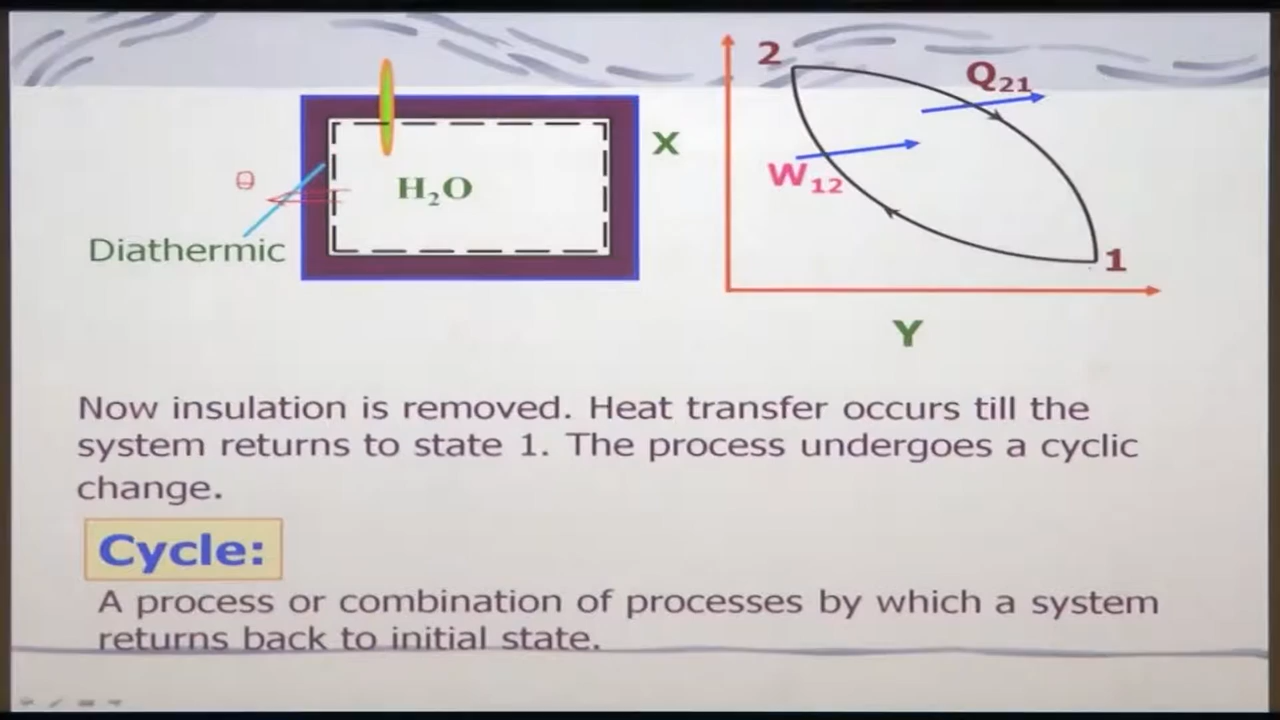 2
Q21
X
Θ
H2O
W12
Diathermic
1
Y
Now insulation is removed. Heat transfer occurs till the
system returns to state 1. The process undergoes a cyclic
change.
Cycle:
A process or combination of processes by which a system
returns back to initial state.